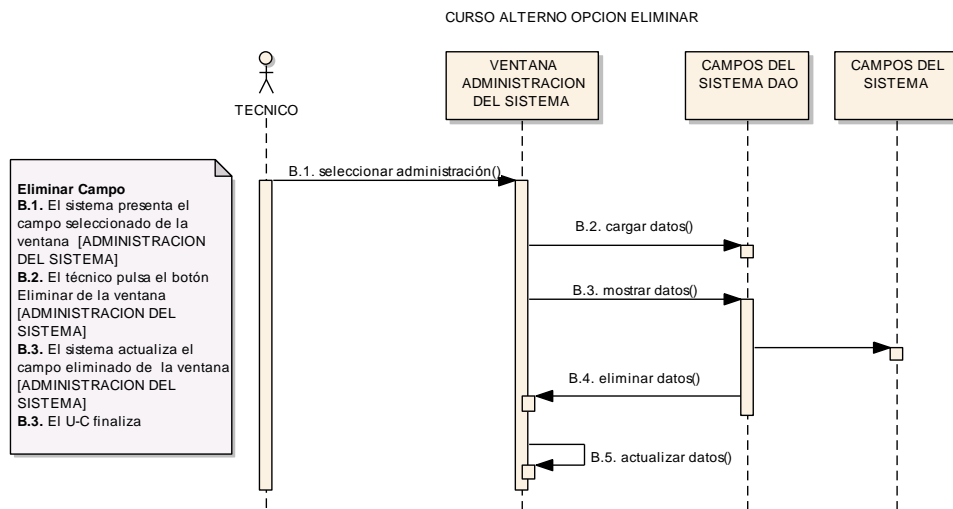 CURSO ALTERNO OPCION ELIMINAR
TECNICO
VENTANA
ADMINISTRACION
DEL SISTEMA
CAMPOS DEL
SISTEMA DAO
CAMPOS DEL
SISTEMA
Eliminar Campo
B.1. El sistema presenta el
campo seleccionado de la
ventana [ADMINISTRACION
DEL SISTEMA]
B.2. El técnico pulsa el botón
Eliminar de la ventana
[ADMINISTRACION DEL
SISTEMA]
B.3. El sistema actualiza el
campo eliminado de la ventana
[ADMINISTRACION DEL
SISTEMA]
B.3. El U-C finaliza
B.1. seleccionar administración()
B.2. cargar datos()
B.3. mostrar datos()
B.4. eliminar datos()
B.5. actualizar datos()